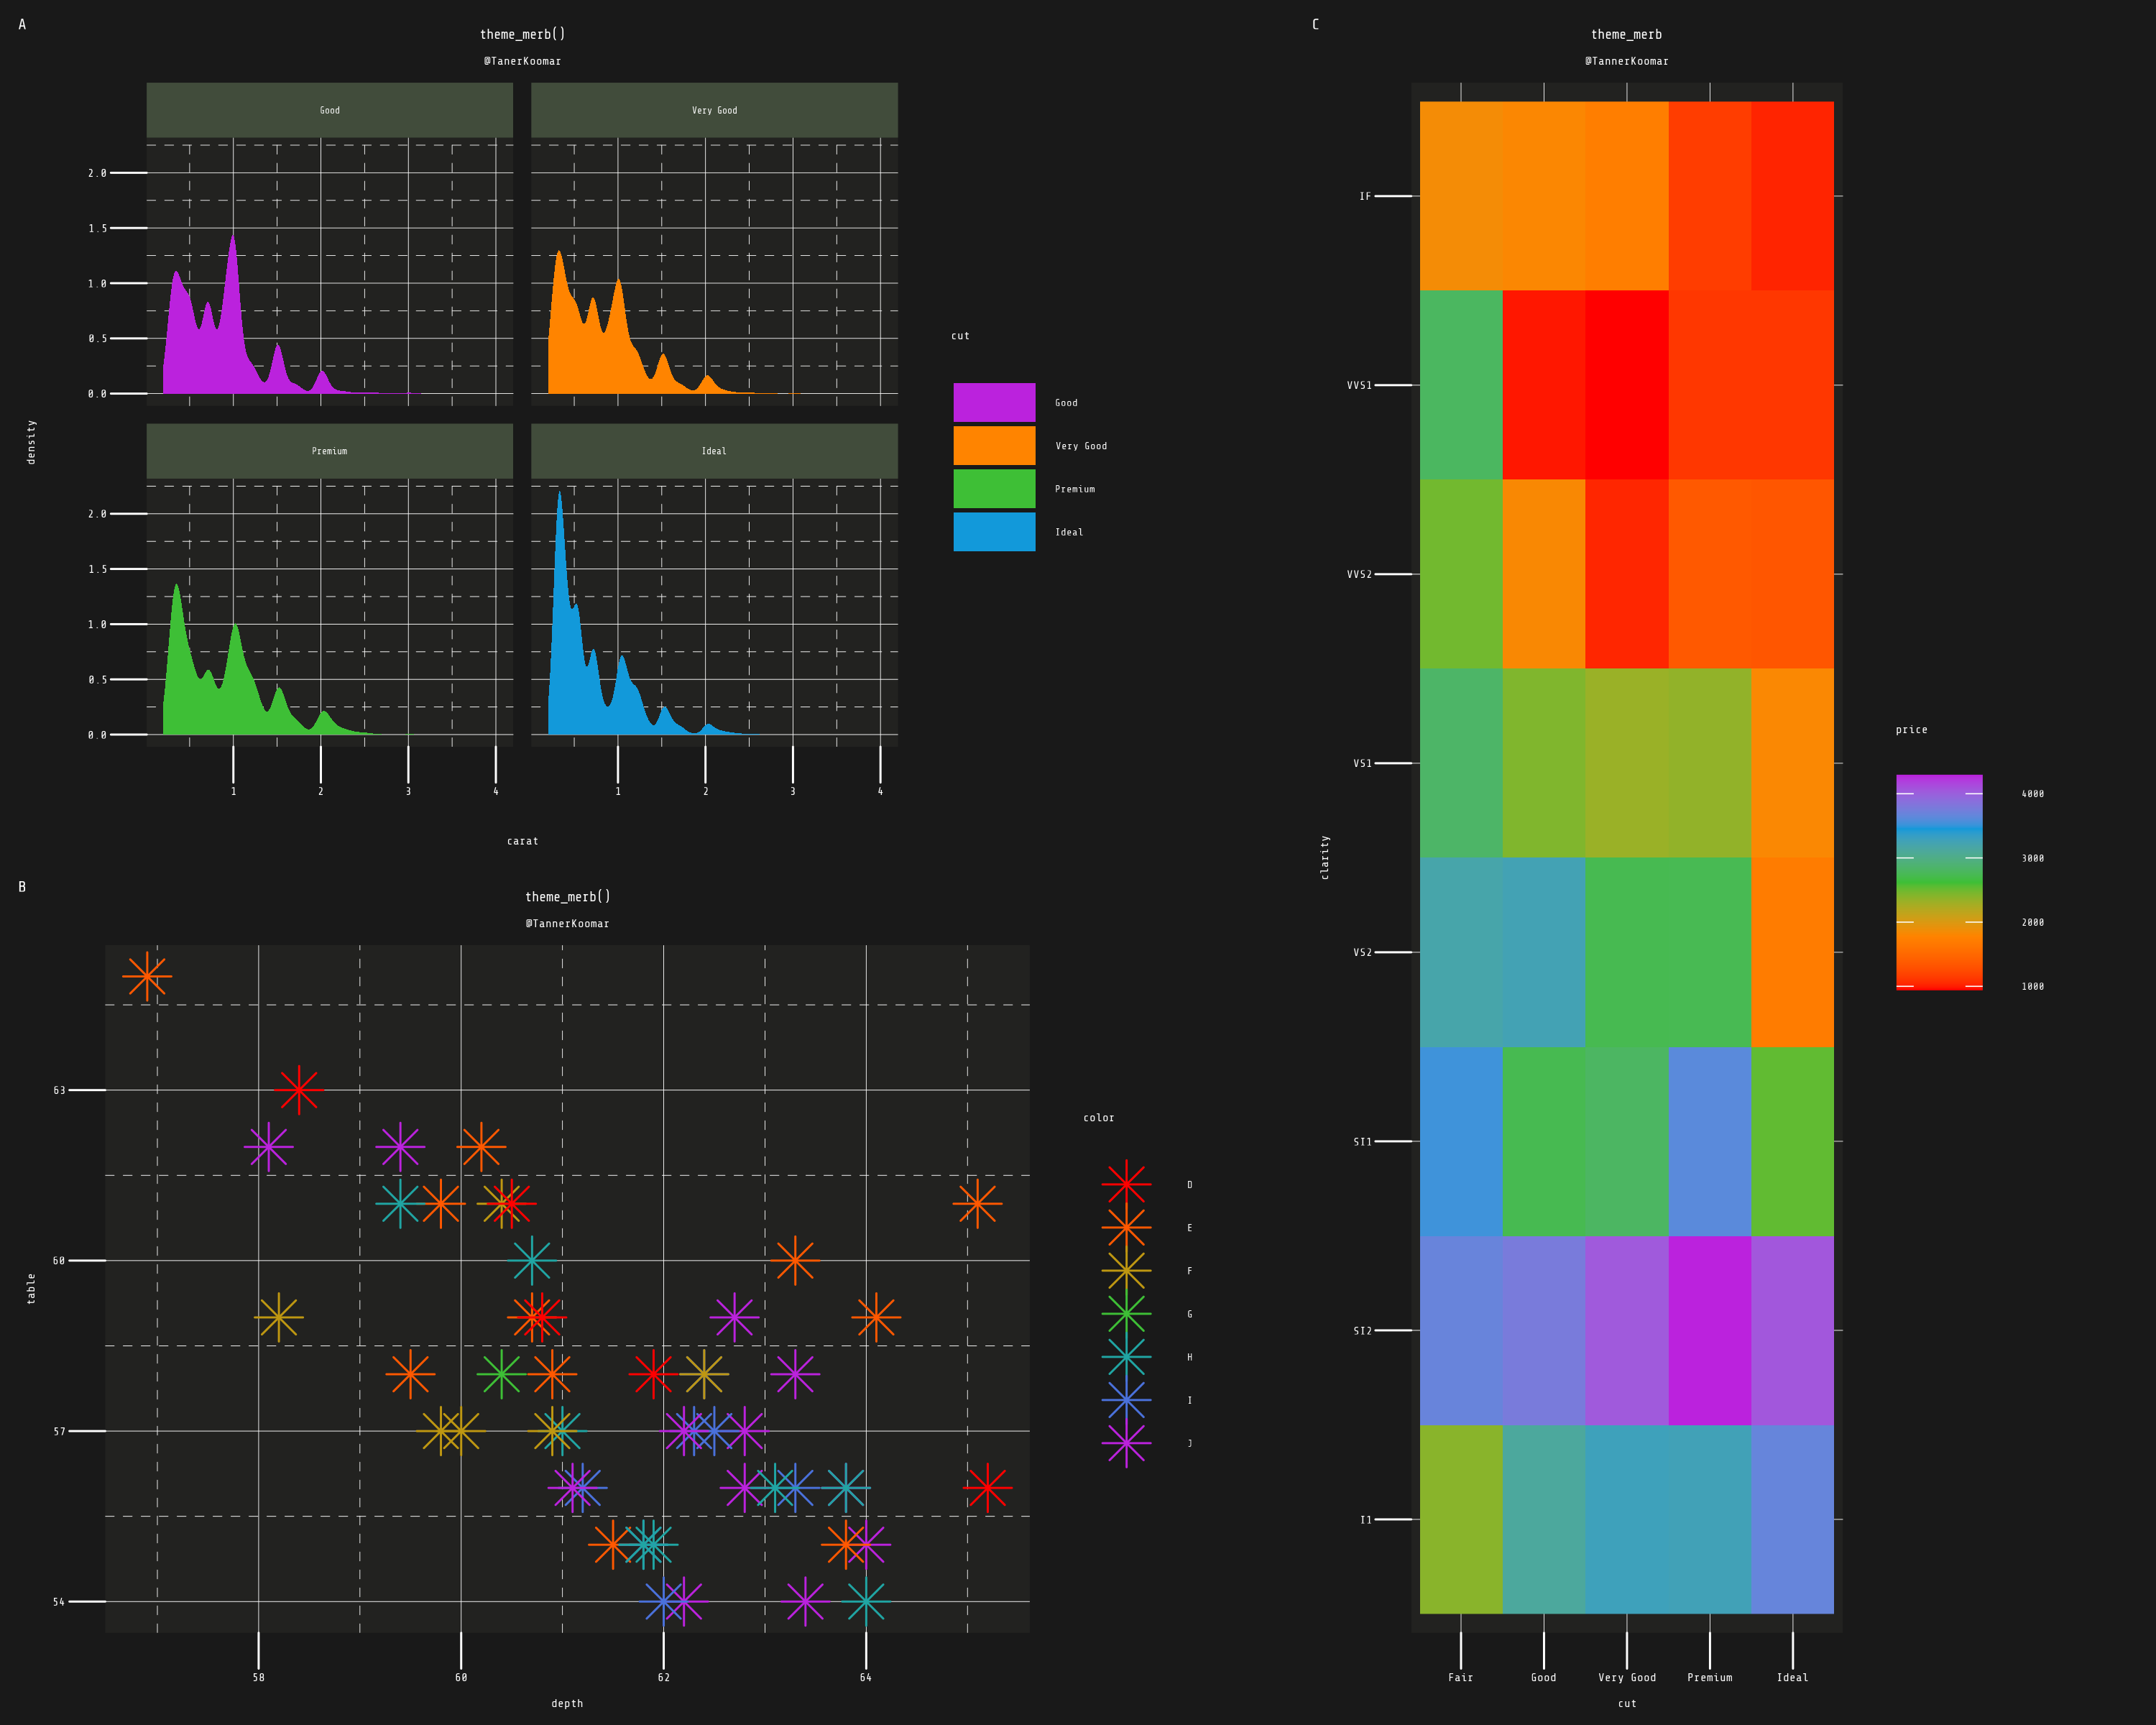 A
theme_merb()
@TanerKoomar
Good
Very Good
2.0
1.5
1.0
0.5
0.0
Premium
Ideal
2.0
1.5
1.0
0.5
0.0
density
1 2 3 4
1 2 3 4
carat
cut
Good
Very Good
Premium
Ideal
B
theme_merb()
@TannerKoomar
63
60
57
54
table
58 60 62 64
depth
color
D
E
F
G
H
I
J
C
theme_merb
@TannerKoomar
IF
VVS1
VVS2
VS1
VS2
SI1
SI2
I1
clarity
Fair Good Very Good Premium Ideal
cut
price
4000
3000
2000
1000